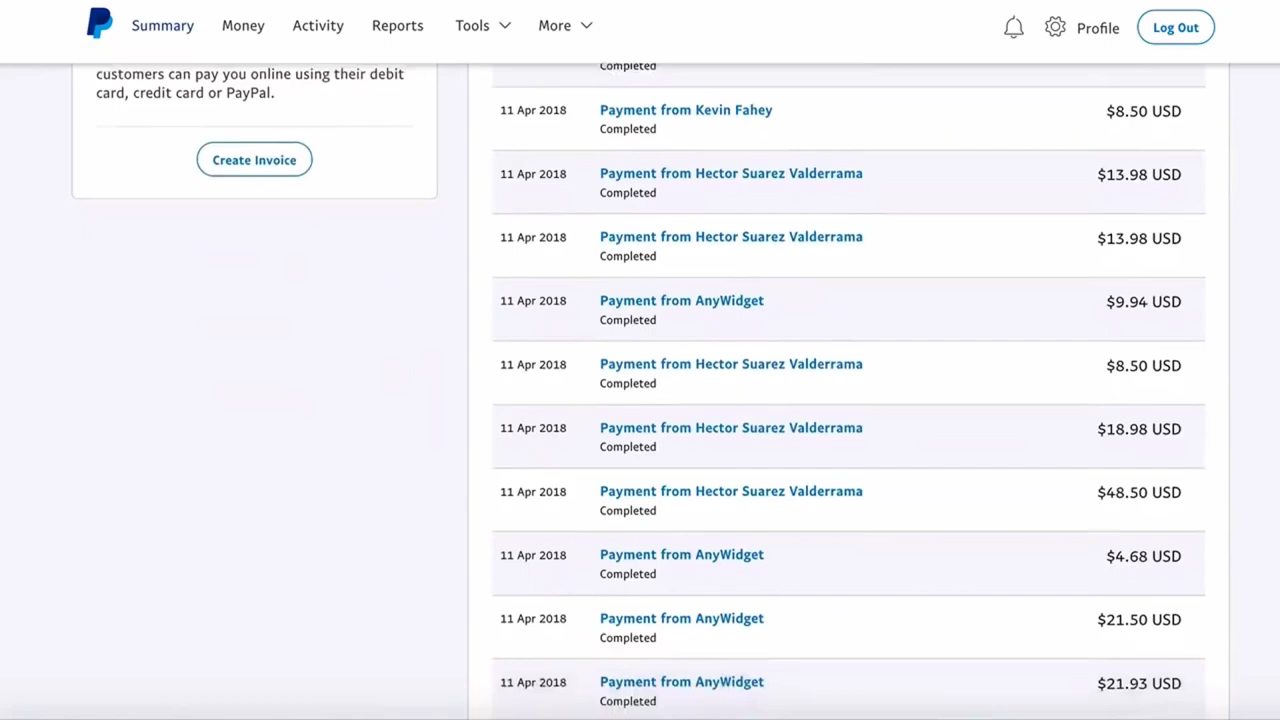 Summary Money Activity Reports Tools More Profile Log Out
customers can pay you online using their debit
card, credit card or PayPal.
Create Invoice
Completed
11 Apr 2018 Payment from Kevin Fahey $8.50 USD
Completed
11 Apr 2018 Payment from Hector Suarez Valderrama $13.98 USD
Completed
11 Apr 2018 Payment from Hector Suarez Valderrama $13.98 USD
Completed
11 Apr 2018 Payment from AnyWidget $9.94 USD
Completed
11 Apr 2018 Payment from Hector Suarez Valderrama $8.50 USD
Completed
11 Apr 2018 Payment from Hector Suarez Valderrama $18.98 USD
Completed
11 Apr 2018 Payment from Hector Suarez Valderrama $48.50 USD
Completed
11 Apr 2018 Payment from AnyWidget $4.68 USD
Completed
11 Apr 2018 Payment from AnyWidget $21.50 USD
Completed
11 Apr 2018 Payment from AnyWidget $21.93 USD
Completed